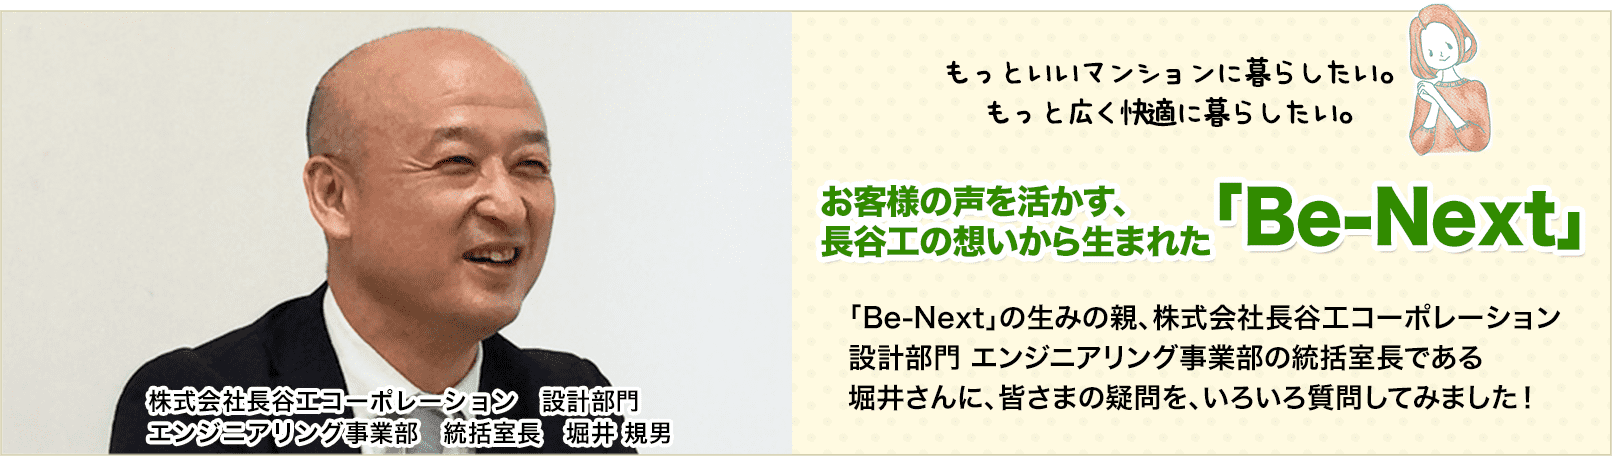 もっといいマンションに暮らしたい。
もっと広く快適に暮らしたい。
お客様の声を活かす、
長谷工の想いから生まれた「Be-Next」
「Be-Next」の生みの親、株式会社長谷工コーポレーション
設計部門 エンジニアリング事業部の統括室長である
堀井さんに、皆さまの疑問を、いろいろ質問してみました！
株式会社長谷工コーポレーション　設計部門
エンジニアリング事業部　統括室長　堀井 規男